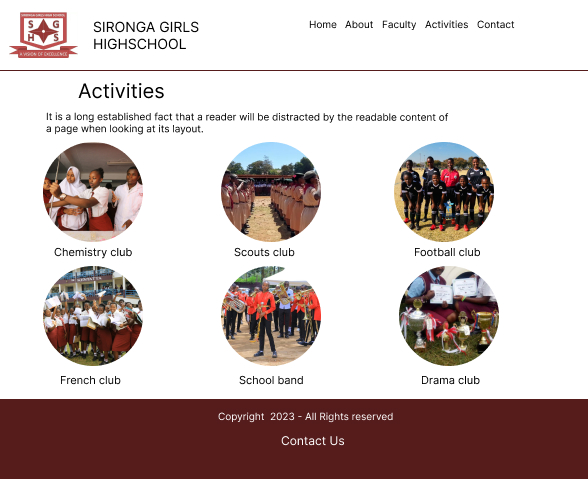 SIRONGA GIRLS
HIGHSCHOOL
Home About Faculty Activities Contact
S G
H S
A VISION OF EXCELLENCE
Activities
It is a long established fact that a reader will be distracted by the readable content of
a page when looking at its layout.
Chemistry club
Scouts club
Football club
French club
School band
Drama club
Copyright 2023 - All Rights reserved
Contact Us